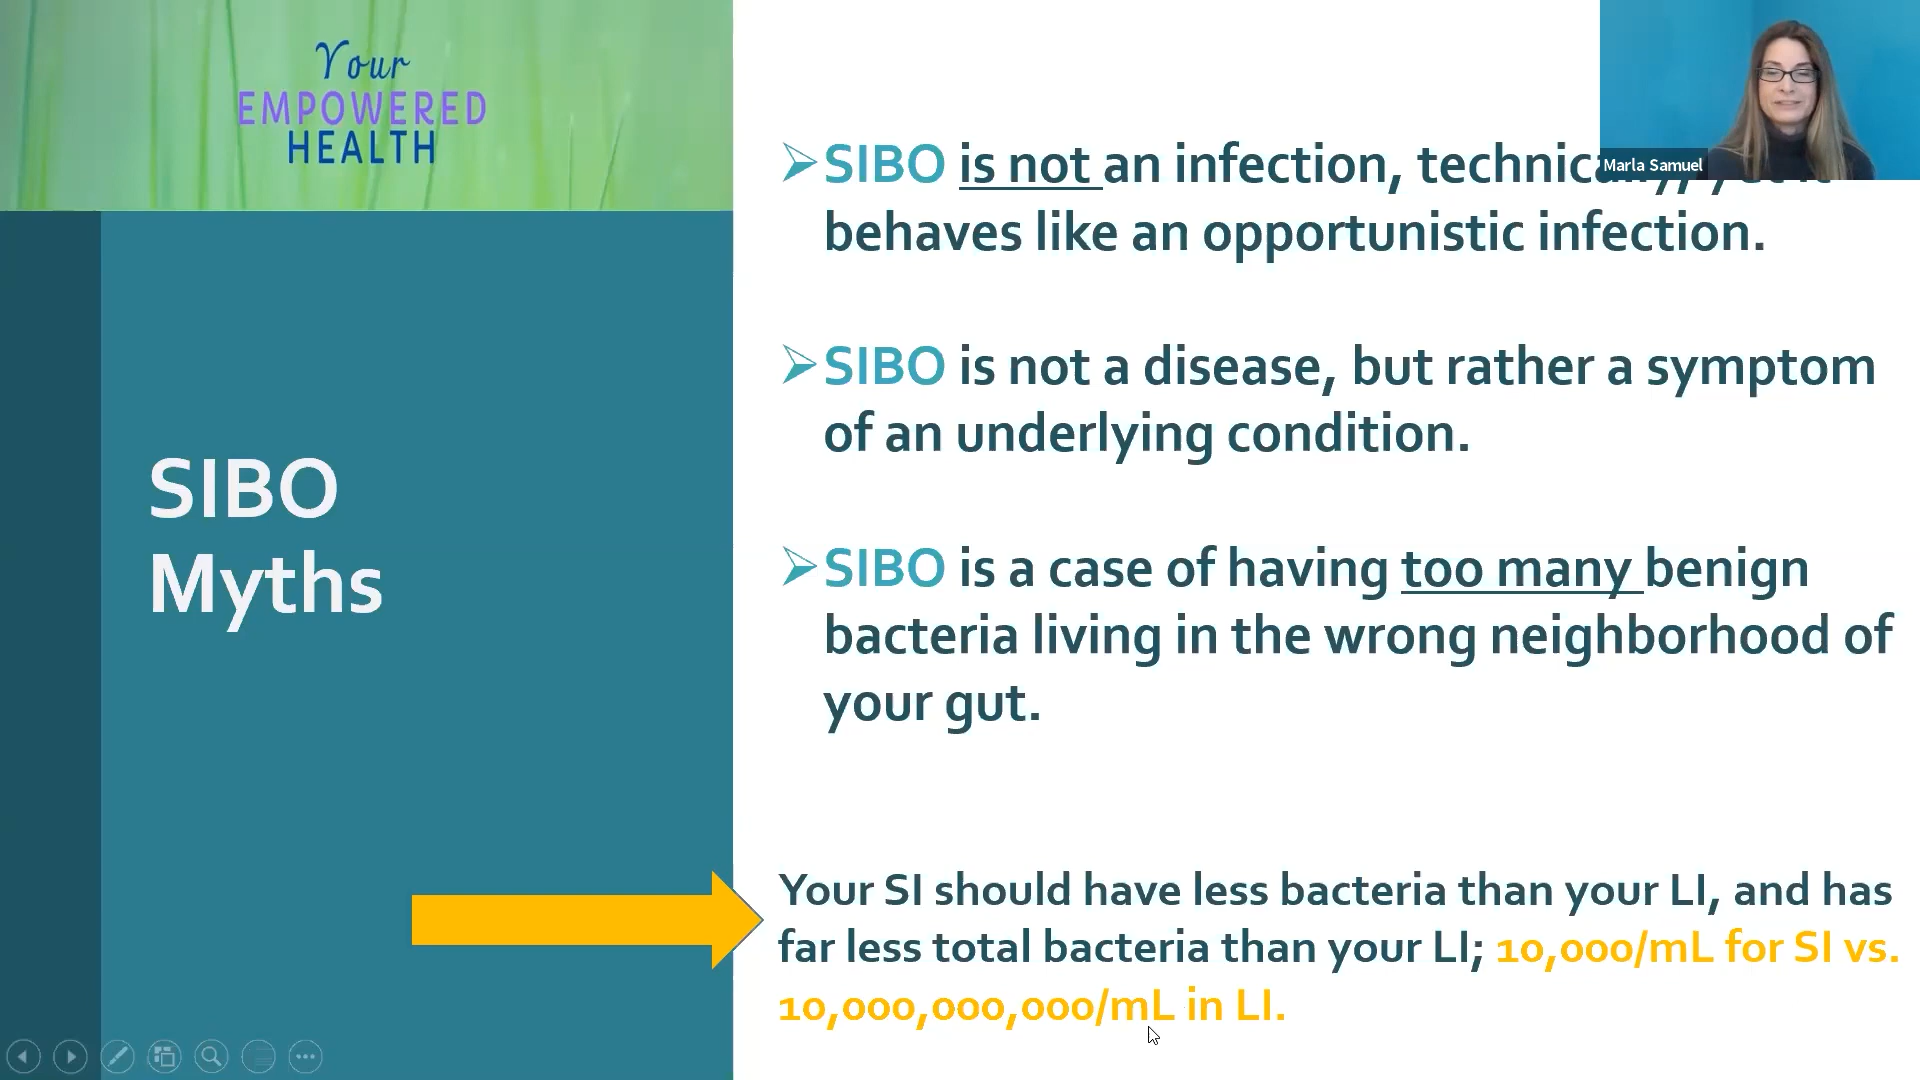 Your
EMPOWERED
HEALTH
SIBO
Myths
SIBO is not an infection, technically, yet it
behaves like an opportunistic infection.
SIBO is not a disease, but rather a symptom
of an underlying condition.
SIBO is a case of having too many benign
bacteria living in the wrong neighborhood of
your gut.
Your SI should have less bacteria than your LI, and has
far less total bacteria than your LI; 10,000/mL for SI vs.
10,000,000,000/mL in LI.
Marla Samuel